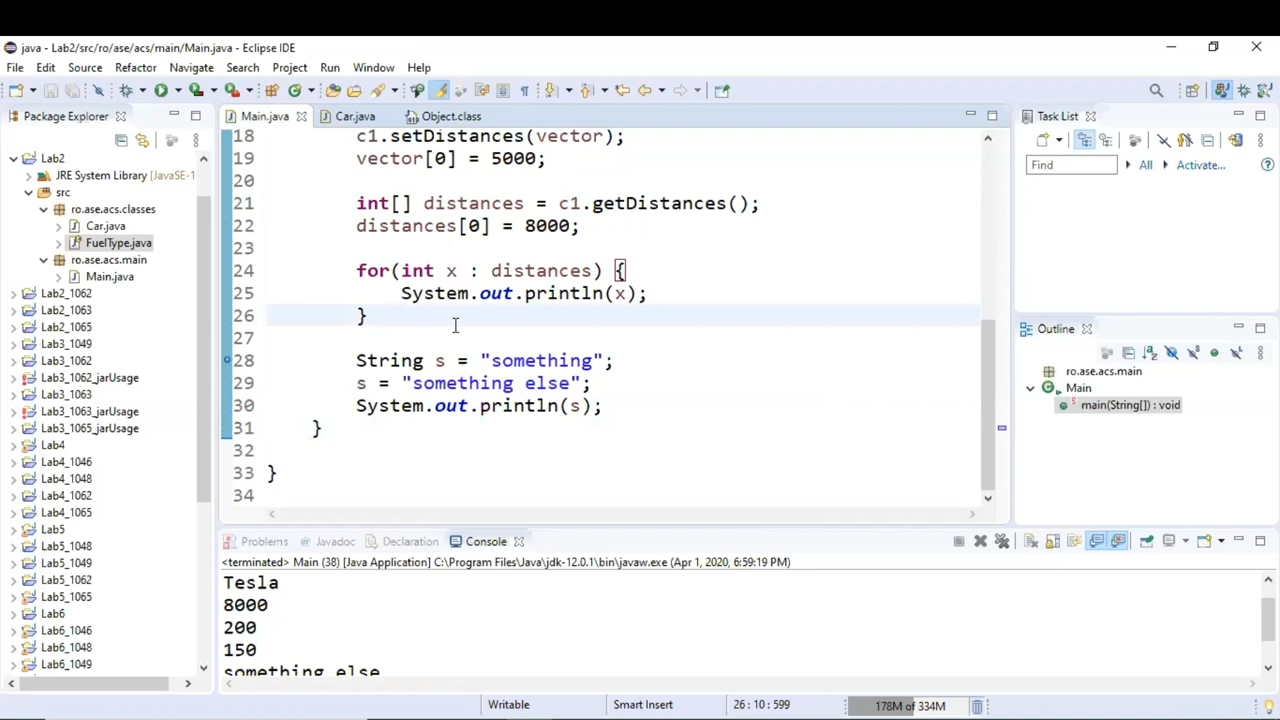 java - Lab2/src/ro/ase/acs/main/Main.java - Eclipse IDE
File Edit Source Refactor Navigate Search Project Run Window Help
Package Explorer
Lab2
JRE System Library [JavaSE-1
src
ro.ase.acs.classes
Car.java
FuelType.java
ro.ase.acs.main
Main.java
Lab2_1062
Lab2_1063
Lab2_1065
Lab3_1049
Lab3_1062
Lab3_1062_jarUsage
Lab3_1063
Lab3_1063_jarUsage
Lab3_1065_jarUsage
Lab4
Lab4_1046
Lab4_1048
Lab4_1062
Lab4_1065
Lab5
Lab5_1048
Lab5_1049
Lab5_1062
Lab5_1065
Lab6
Lab6_1046
Lab6_1048
Lab6_1049
Main.java Car.java Object.class
18 c1.setDistances(vector);
19 vector[0] = 5000;
20
21 int[] distances = c1.getDistances();
22 distances[0] = 8000;
23
24 for(int x : distances) {
25 System.out.println(x);
26 }
27
28 String s = "something";
29 s = "something else";
30 System.out.println(s);
31 }
32
33 }
34
Task List
Find All Activate...
Outline
ro.ase.acs.main
Main
main(String[]) : void
Problems Javadoc Declaration Console
<terminated> Main (38) [Java Application] C:\Program Files\Java\jdk-12.0.1\bin\javaw.exe (Apr 1, 2020, 6:59:19 PM)
Tesla
8000
200
150
something else
Writable Smart Insert 26 : 10 : 599 178M of 334M